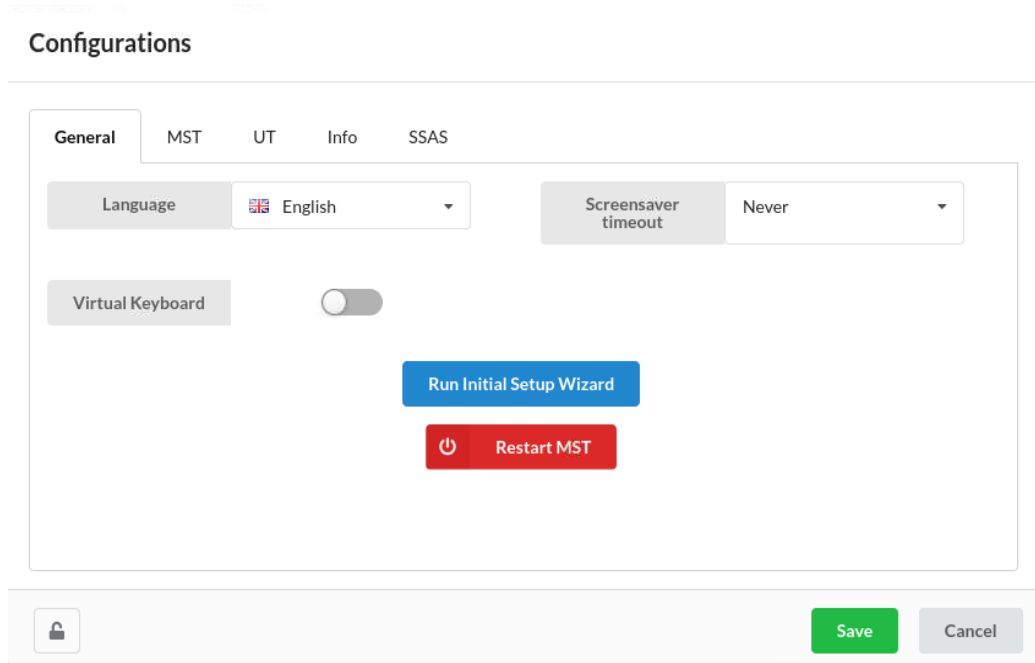 Configurations
General MST UT Info SSAS
Language English Screensaver timeout Never
Virtual Keyboard
Run Initial Setup Wizard
Restart MST
Save Cancel